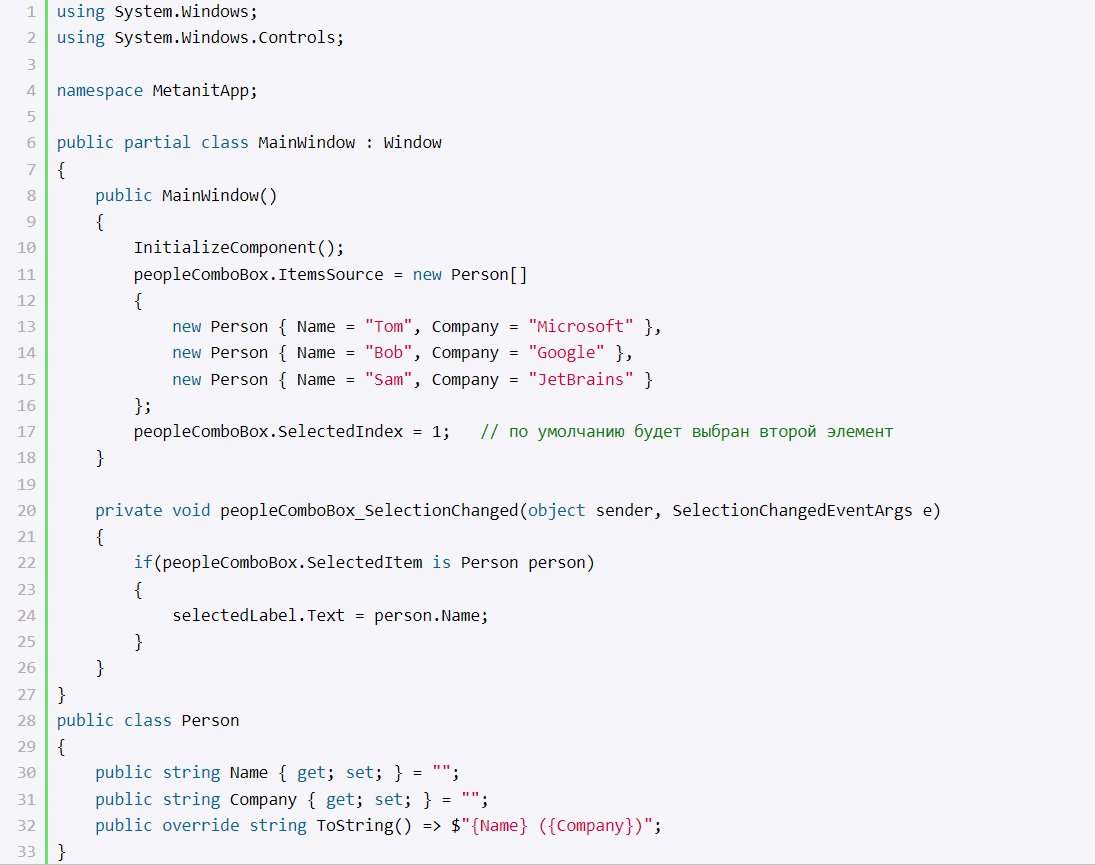 1 using System.Windows;
2 using System.Windows.Controls;
3
4 namespace MetanitApp;
5
6 public partial class MainWindow : Window
7 {
8     public MainWindow()
9     {
10         InitializeComponent();
11         peopleComboBox.ItemsSource = new Person[]
12         {
13             new Person { Name = "Tom", Company = "Microsoft" },
14             new Person { Name = "Bob", Company = "Google" },
15             new Person { Name = "Sam", Company = "JetBrains" }
16         };
17         peopleComboBox.SelectedIndex = 1;   // по умолчанию будет выбран второй элемент
18     }
19
20     private void peopleComboBox_SelectionChanged(object sender, SelectionChangedEventArgs e)
21     {
22         if(peopleComboBox.SelectedItem is Person person)
23         {
24             selectedLabel.Text = person.Name;
25         }
26     }
27 }
28 public class Person
29 {
30     public string Name { get; set; } = "";
31     public string Company { get; set; } = "";
32     public override string ToString() => $"{Name} ({Company})";
33 }